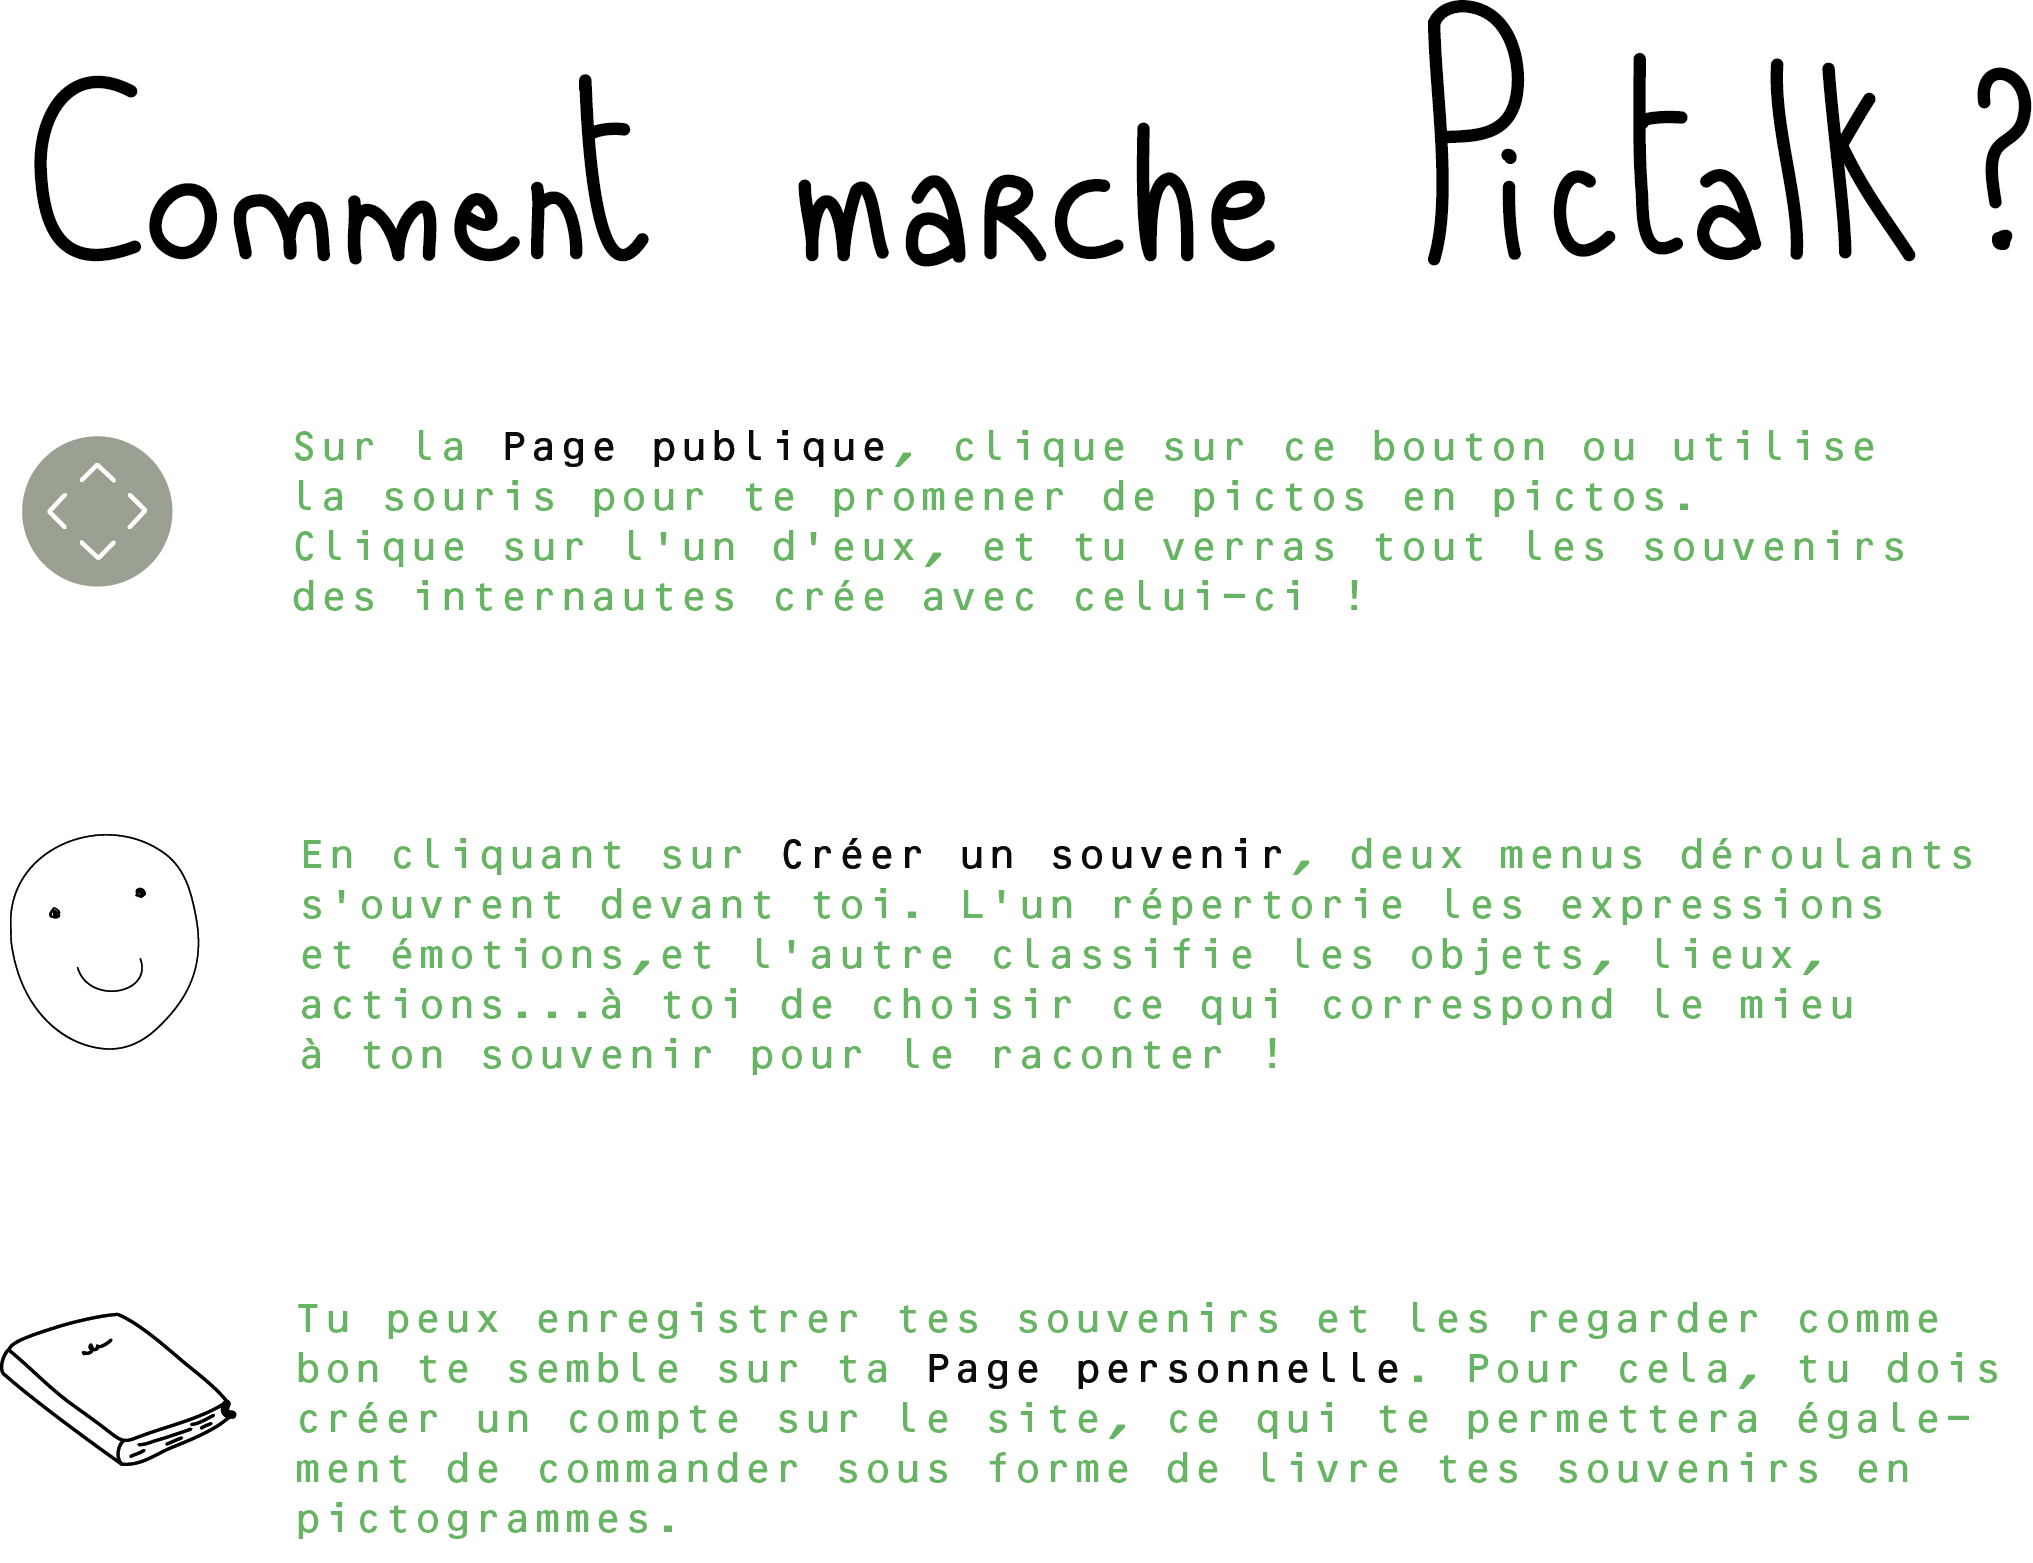 Comment marche Pictalk ?
Sur la Page publique, clique sur ce bouton ou utilise
la souris pour te promener de pictos en pictos.
Clique sur l'un d'eux, et tu verras tout les souvenirs
des internautes crée avec celui-ci !
En cliquant sur Créer un souvenir, deux menus déroulants
s'ouvrent devant toi. L'un répertorie les expressions
et émotions,et l'autre classifie les objets, lieux,
actions...à toi de choisir ce qui correspond le mieu
à ton souvenir pour le raconter !
Tu peux enregistrer tes souvenirs et les regarder comme
bon te semble sur ta Page personnelle. Pour cela, tu dois
créer un compte sur le site, ce qui te permettera égale-
ment de commander sous forme de livre tes souvenirs en
pictogrammes.